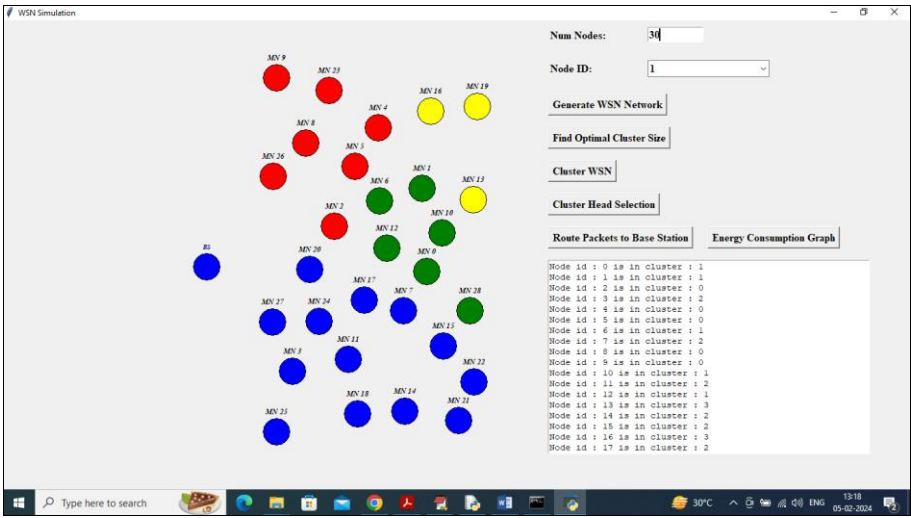 WSN Simulation
Num Nodes: 30
Node ID: 1
Generate WSN Network
Find Optimal Cluster Size
Cluster WSN
Cluster Head Selection
Route Packets to Base Station Energy Consumption Graph
MN 9
MN 23
MN 16
MN 19
MN 4
MN 8
MN 5
MN 26
MN 6
MN 1
MN 13
MN 2
MN 10
MN 12
BS
MN 20
MN 0
MN 17
MN 7
MN 28
MN 27
MN 24
MN 15
MN 11
MN 3
MN 22
MN 18
MN 14
MN 21
MN 25
Node id : 0 is in cluster : 1
Node id : 1 is in cluster : 1
Node id : 2 is in cluster : 0
Node id : 3 is in cluster : 2
Node id : 4 is in cluster : 0
Node id : 5 is in cluster : 0
Node id : 6 is in cluster : 1
Node id : 7 is in cluster : 2
Node id : 8 is in cluster : 0
Node id : 9 is in cluster : 0
Node id : 10 is in cluster : 1
Node id : 11 is in cluster : 2
Node id : 12 is in cluster : 1
Node id : 13 is in cluster : 3
Node id : 14 is in cluster : 2
Node id : 15 is in cluster : 2
Node id : 16 is in cluster : 3
Node id : 17 is in cluster : 2
Type here to search
30°C
ENG
13:18
05-02-2024
2